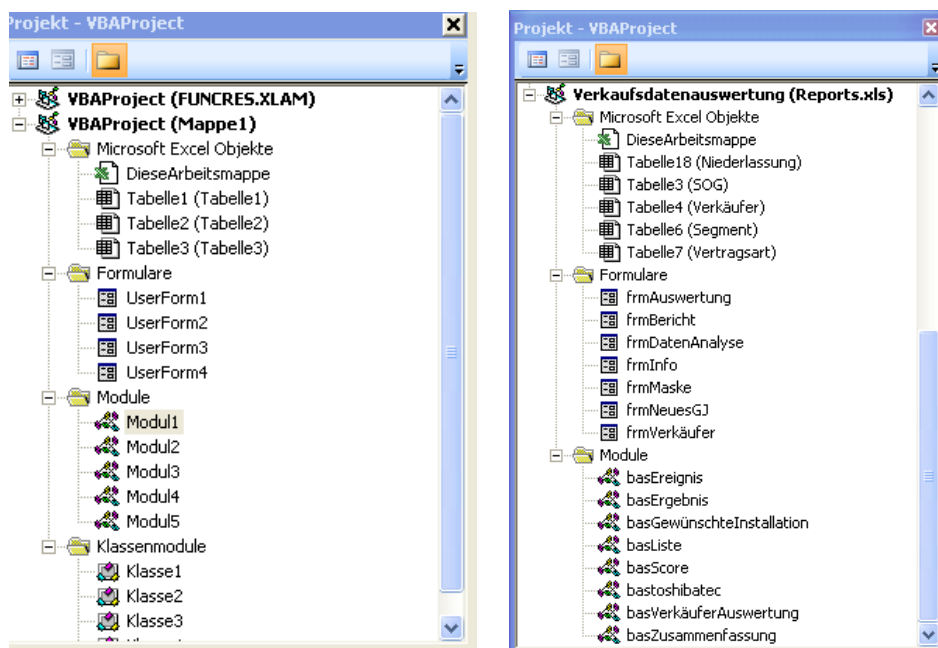 Projekt - VBAProject
VBAProject (FUNCRES.XLAM)
VBAProject (Mappe1)
Microsoft Excel Objekte
DieseArbeitsmappe
Tabelle1 (Tabelle1)
Tabelle2 (Tabelle2)
Tabelle3 (Tabelle3)
Formulare
UserForm1
UserForm2
UserForm3
UserForm4
Module
Modul1
Modul2
Modul3
Modul4
Modul5
Klassenmodule
Klasse1
Klasse2
Klasse3
Projekt - VBAProject
Verkaufsdatenauswertung (Reports.xls)
Microsoft Excel Objekte
DieseArbeitsmappe
Tabelle18 (Niederlassung)
Tabelle3 (SOG)
Tabelle4 (Verkäufer)
Tabelle6 (Segment)
Tabelle7 (Vertragsart)
Formulare
frmAuswertung
frmBericht
frmDatenAnalyse
frmInfo
frmMaske
frmNeuesGJ
frmVerkäufer
Module
basEreignis
basErgebnis
basGewünschteInstallation
basListe
basScore
bastoshibatec
basVerkäuferAuswertung
basZusammenfassung